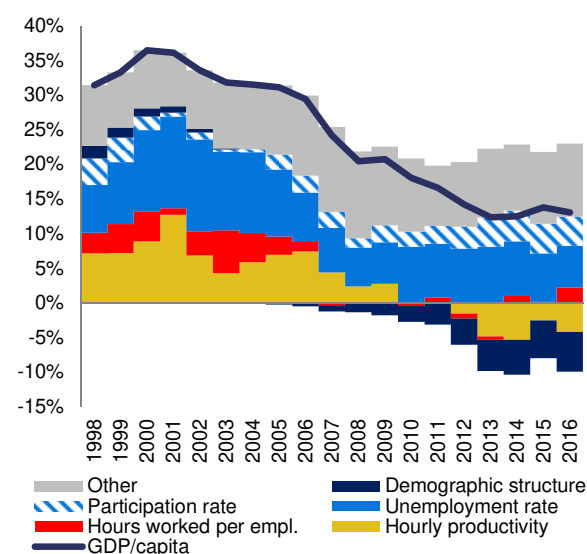 40%
35%
30%
25%
20%
15%
10%
5%
0%
-5%
-10%
-15%
1998 1999 2000 2001 2002 2003 2004 2005 2006 2007 2008 2009 2010 2011 2012 2013 2014 2015 2016
Other Demographic structure
Participation rate Unemployment rate
Hours worked per empl. Hourly productivity
GDP/capita